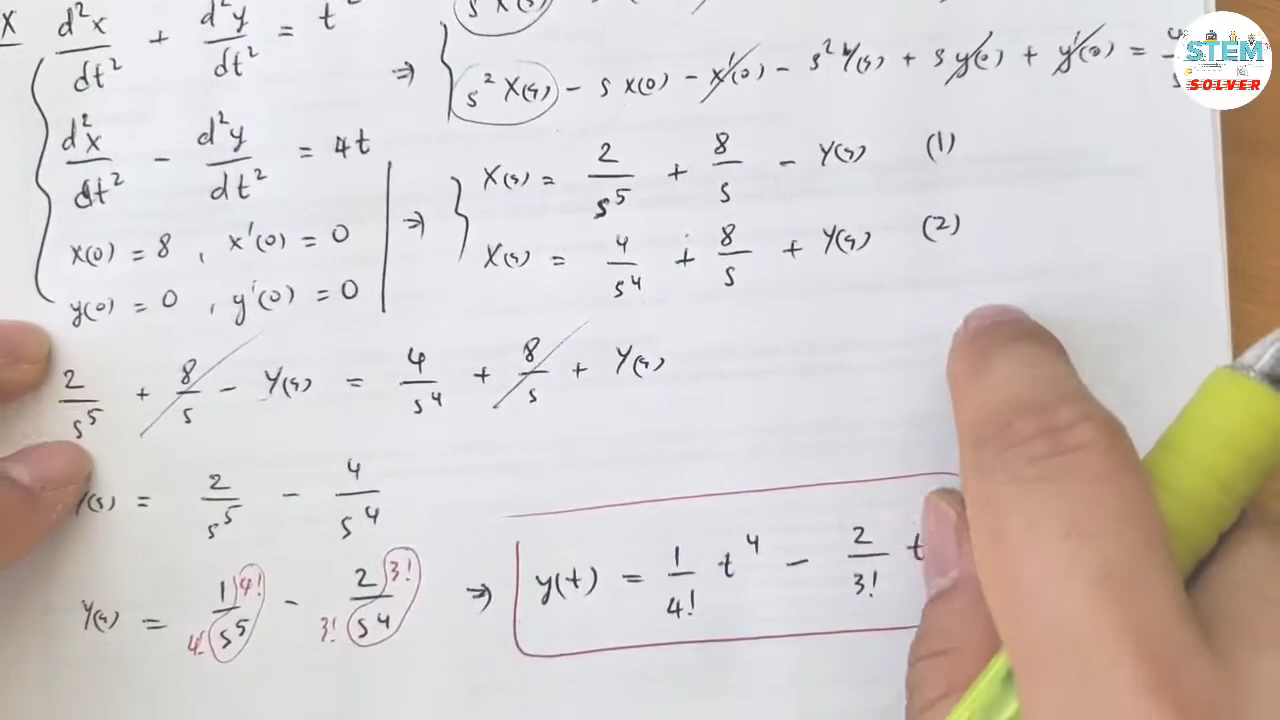 X d²x/dt² + d²y/dt² = t²
d²x/dt² - d²y/dt² = 4t
x(0) = 8 , x'(0) = 0
y(0) = 0 , y'(0) = 0
⇒ s² X(s) - s x(0) - x'(0) - s² Y(s) + s y(0) + y'(0) =
⇒ X(s) = 2/s⁵ + 8/s - Y(s) (1)
X(s) = 4/s⁴ + 8/s + Y(s) (2)
2/s⁵ + 8/s - Y(s) = 4/s⁴ + 8/s + Y(s)
(s) = 2/s⁵ - 4/s⁴
Y(s) = 1 4!/4! s⁵ - 2 3!/3! s⁴ ⇒ y(t) = 1/4! t⁴ - 2/3! t
STEM
SOLVER